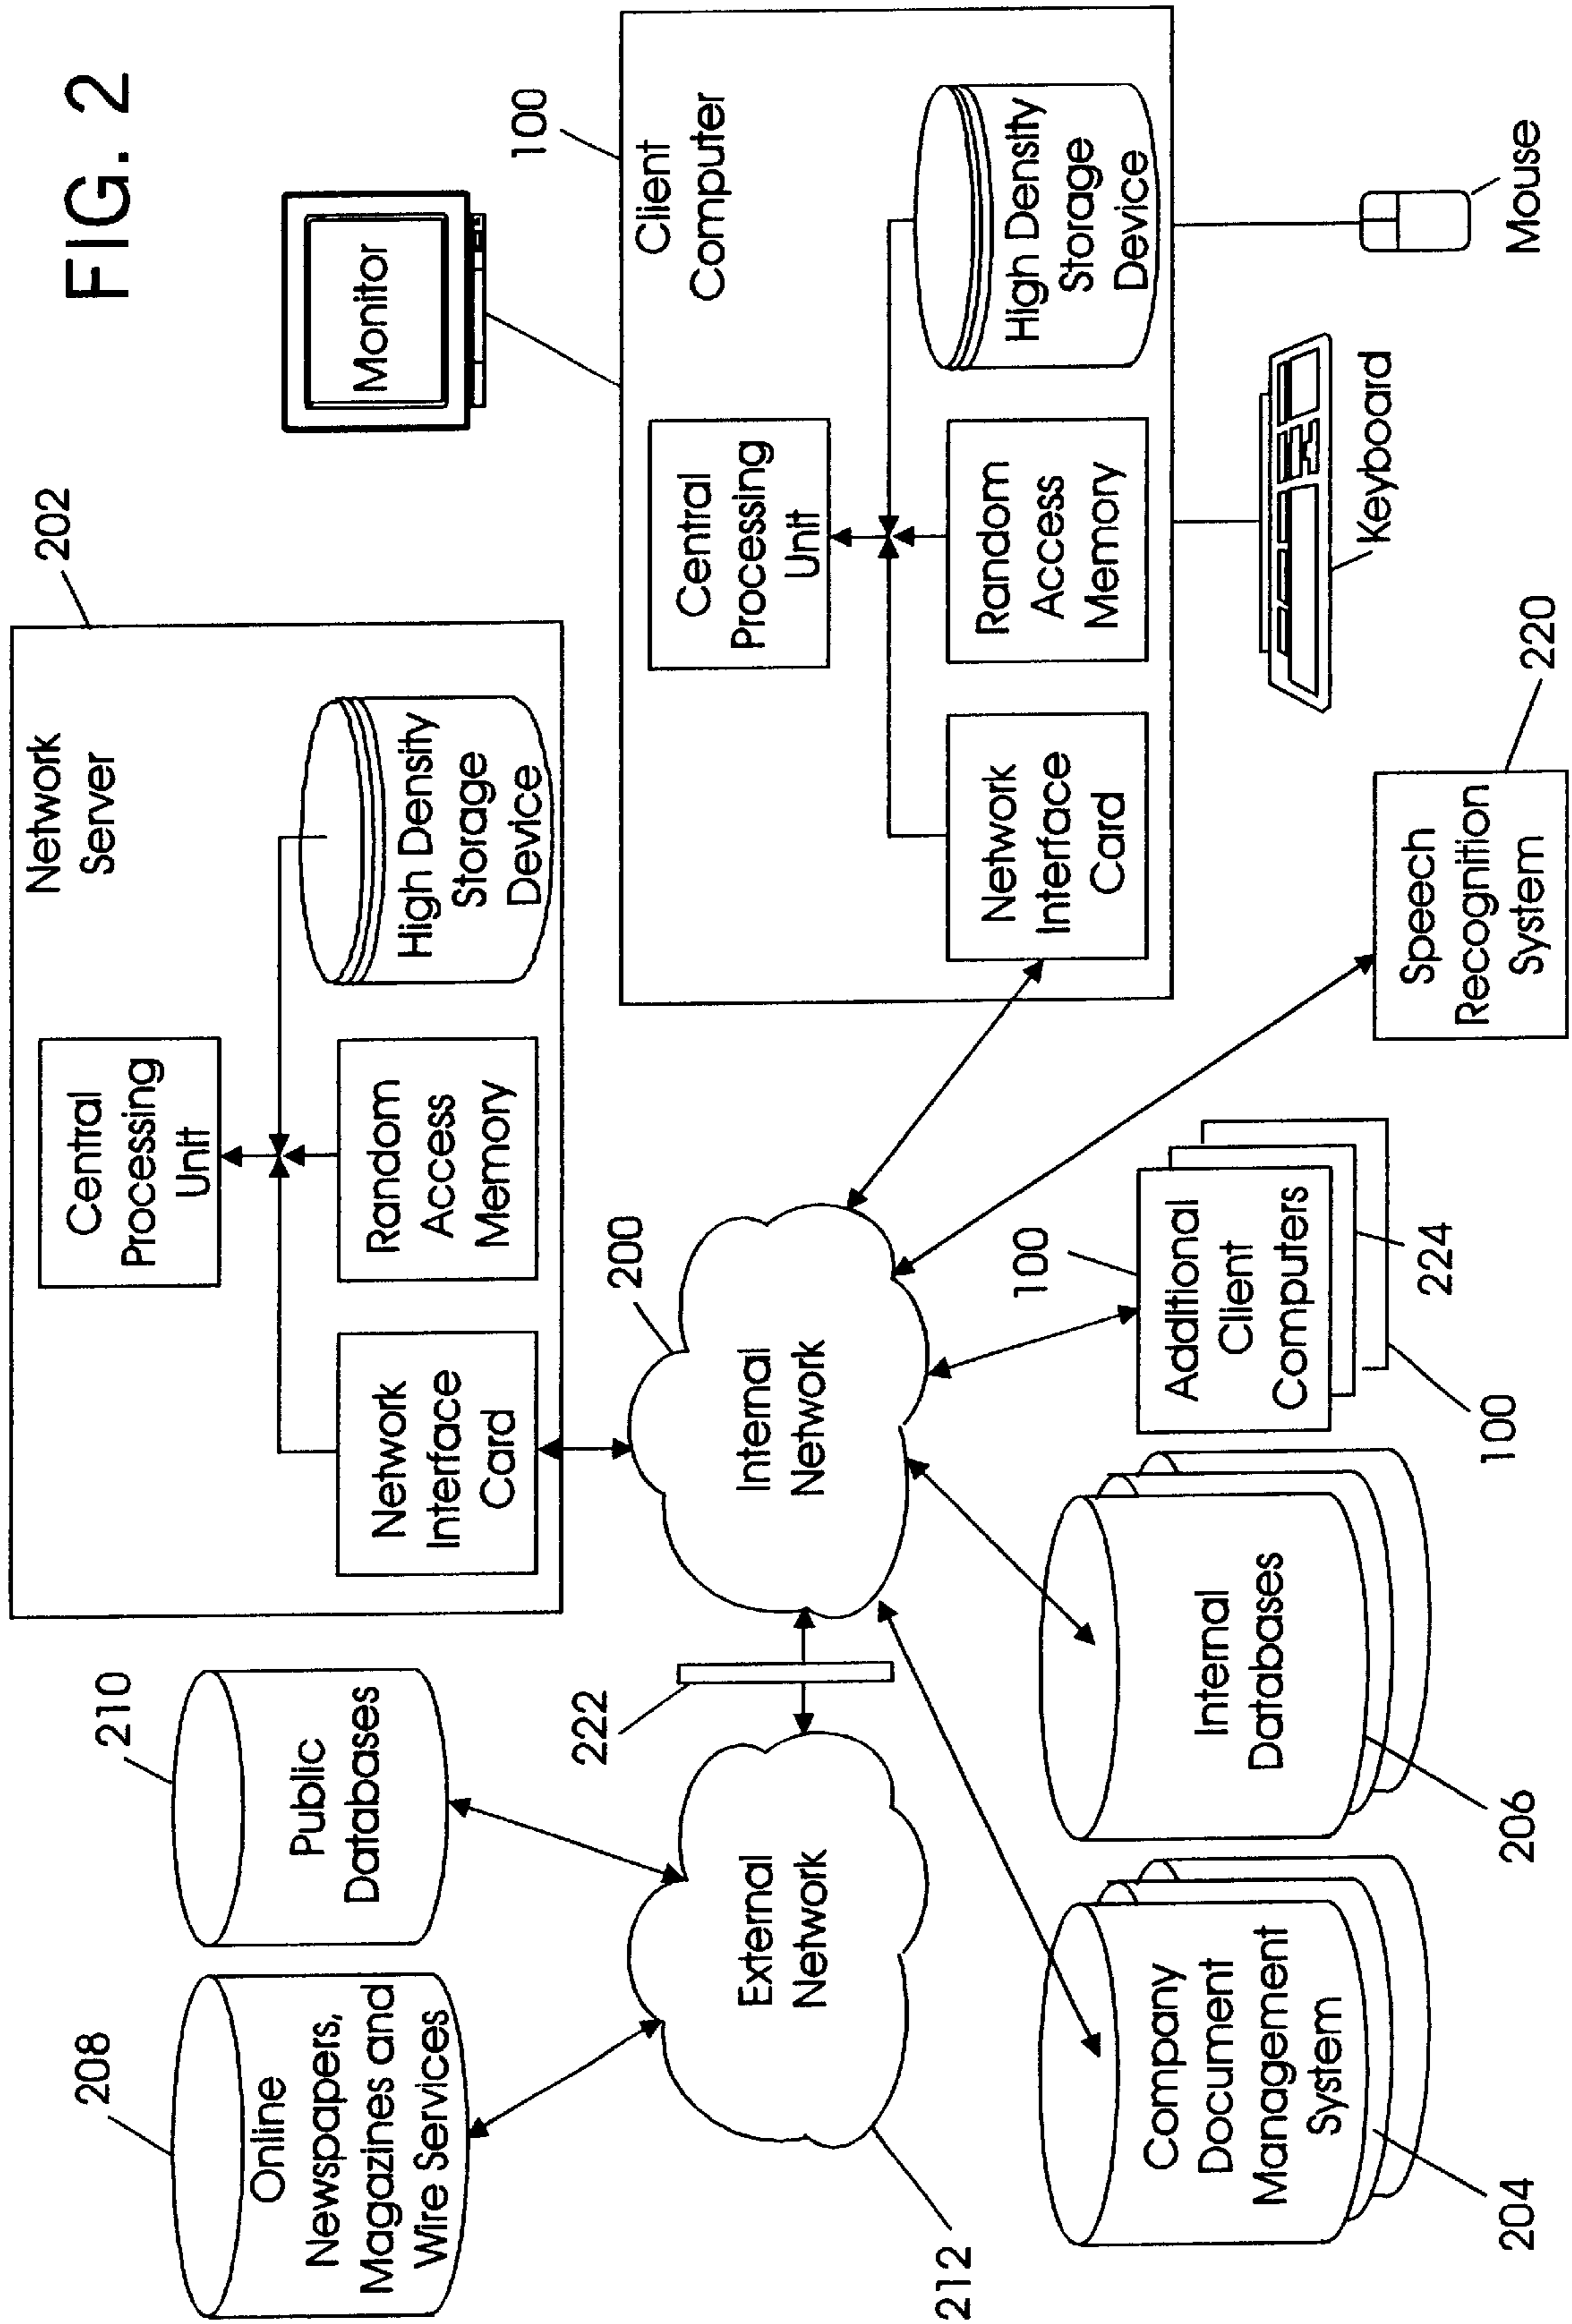 FIG. 2
208
Online
Newspapers,
Magazines and
Wire Services
210
Public
Databases
Network
Server
202
Central
Processing
Unit
Network
Interface
Card
Random
Access
Memory
High Density
Storage
Device
Monitor
212
External
Network
222
Internal
Network
200
100
Client
Computer
Central
Processing
Unit
Network
Interface
Card
Random
Access
Memory
High Density
Storage
Device
Company
Document
Management
System
204
Internal
Databases
206
100
Additional
Client
Computers
224
100
Speech
Recognition
System
220
Keyboard
Mouse